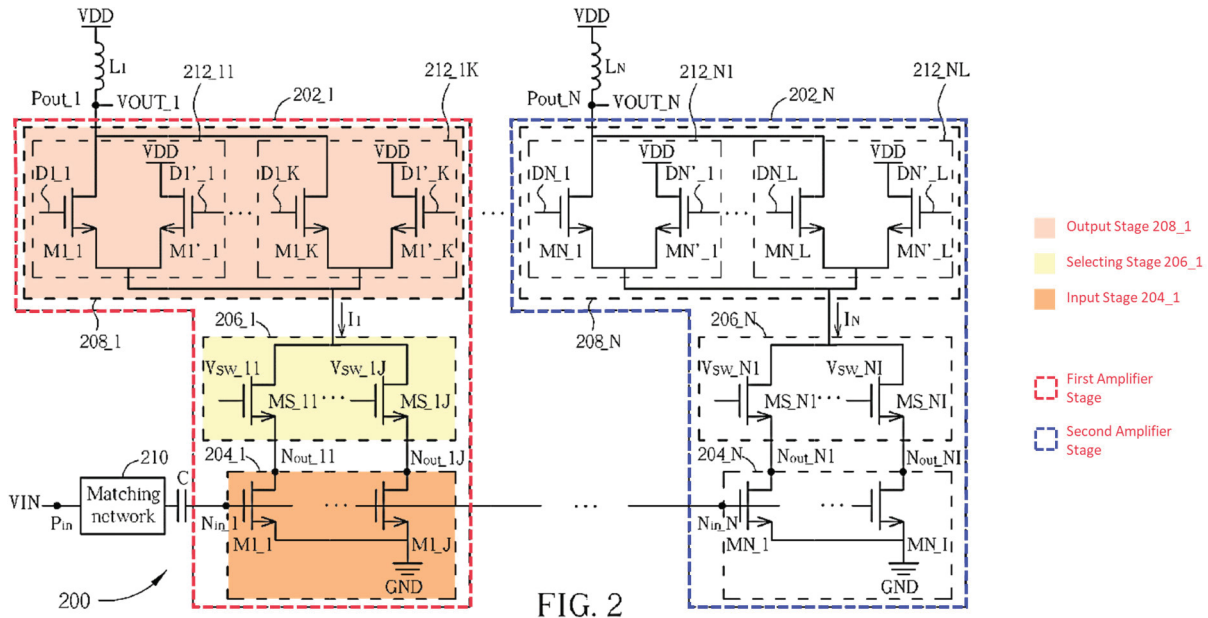 VDD VDD
L1 LN
212_11 212_1K 212_N1 212_NL
Pout_1 VOUT_1 202_1 Pout_N VOUT_N 202_N
VDD VDD VDD VDD
D1_1 D1'_1 D1_K D1'_K DN_1 DN'_1 DN_L DN'_L
... ... ...
M1_1 M1'_1 M1_K M1'_K MN_1 MN'_1 MN_L MN'_L
Output Stage 208_1
Selecting Stage 206_1
Input Stage 204_1
208_1 206_1 I1 208_N 206_N IN
VSW_11 VSW_1J VSW_N1 VSW_NI
MS_11 ... MS_1J MS_N1 ... MS_NI
First Amplifier
Stage
Second Amplifier
Stage
210 204_1 Nout_11 Nout_1J 204_N Nout_N1 Nout_NI
VIN Pin Matching
network
C Nin_1 ... ... Nin_N ...
M1_1 M1_J MN_1 MN_I
GND GND
200
FIG. 2